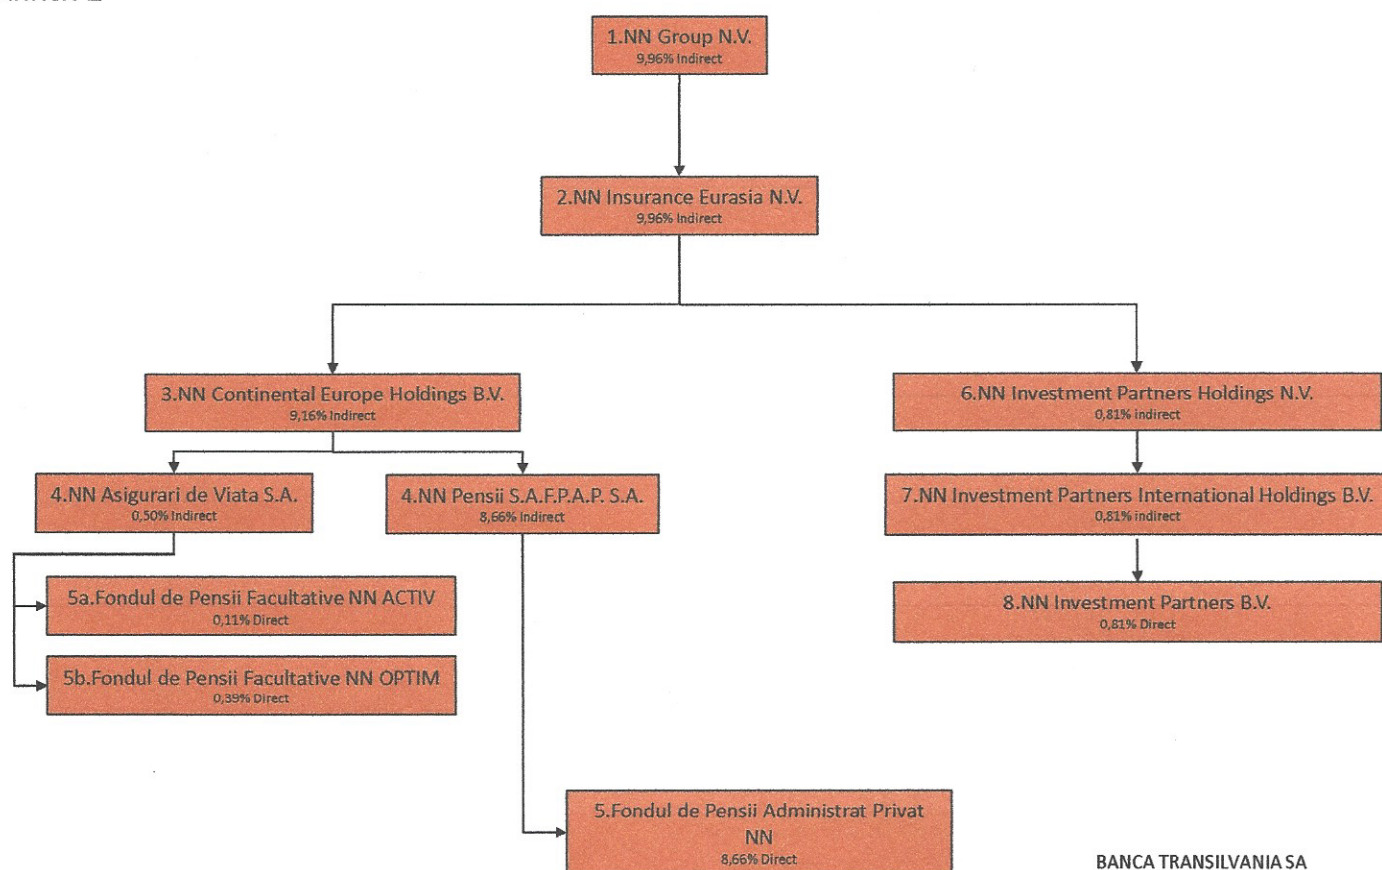 1.NN Group N.V.
9,96% Indirect
2.NN Insurance Eurasia N.V.
9,96% Indirect
3.NN Continental Europe Holdings B.V.
9,16% Indirect
6.NN Investment Partners Holdings N.V.
0,81% indirect
4.NN Asigurari de Viata S.A.
0,50% Indirect
4.NN Pensii S.A.F.P.A.P. S.A.
8,66% Indirect
7.NN Investment Partners International Holdings B.V.
0,81% indirect
5a.Fondul de Pensii Facultative NN ACTIV
0,11% Direct
8.NN Investment Partners B.V.
0,81% Direct
5b.Fondul de Pensii Facultative NN OPTIM
0,39% Direct
5.Fondul de Pensii Administrat Privat
NN
8,66% Direct
BANCA TRANSILVANIA SA